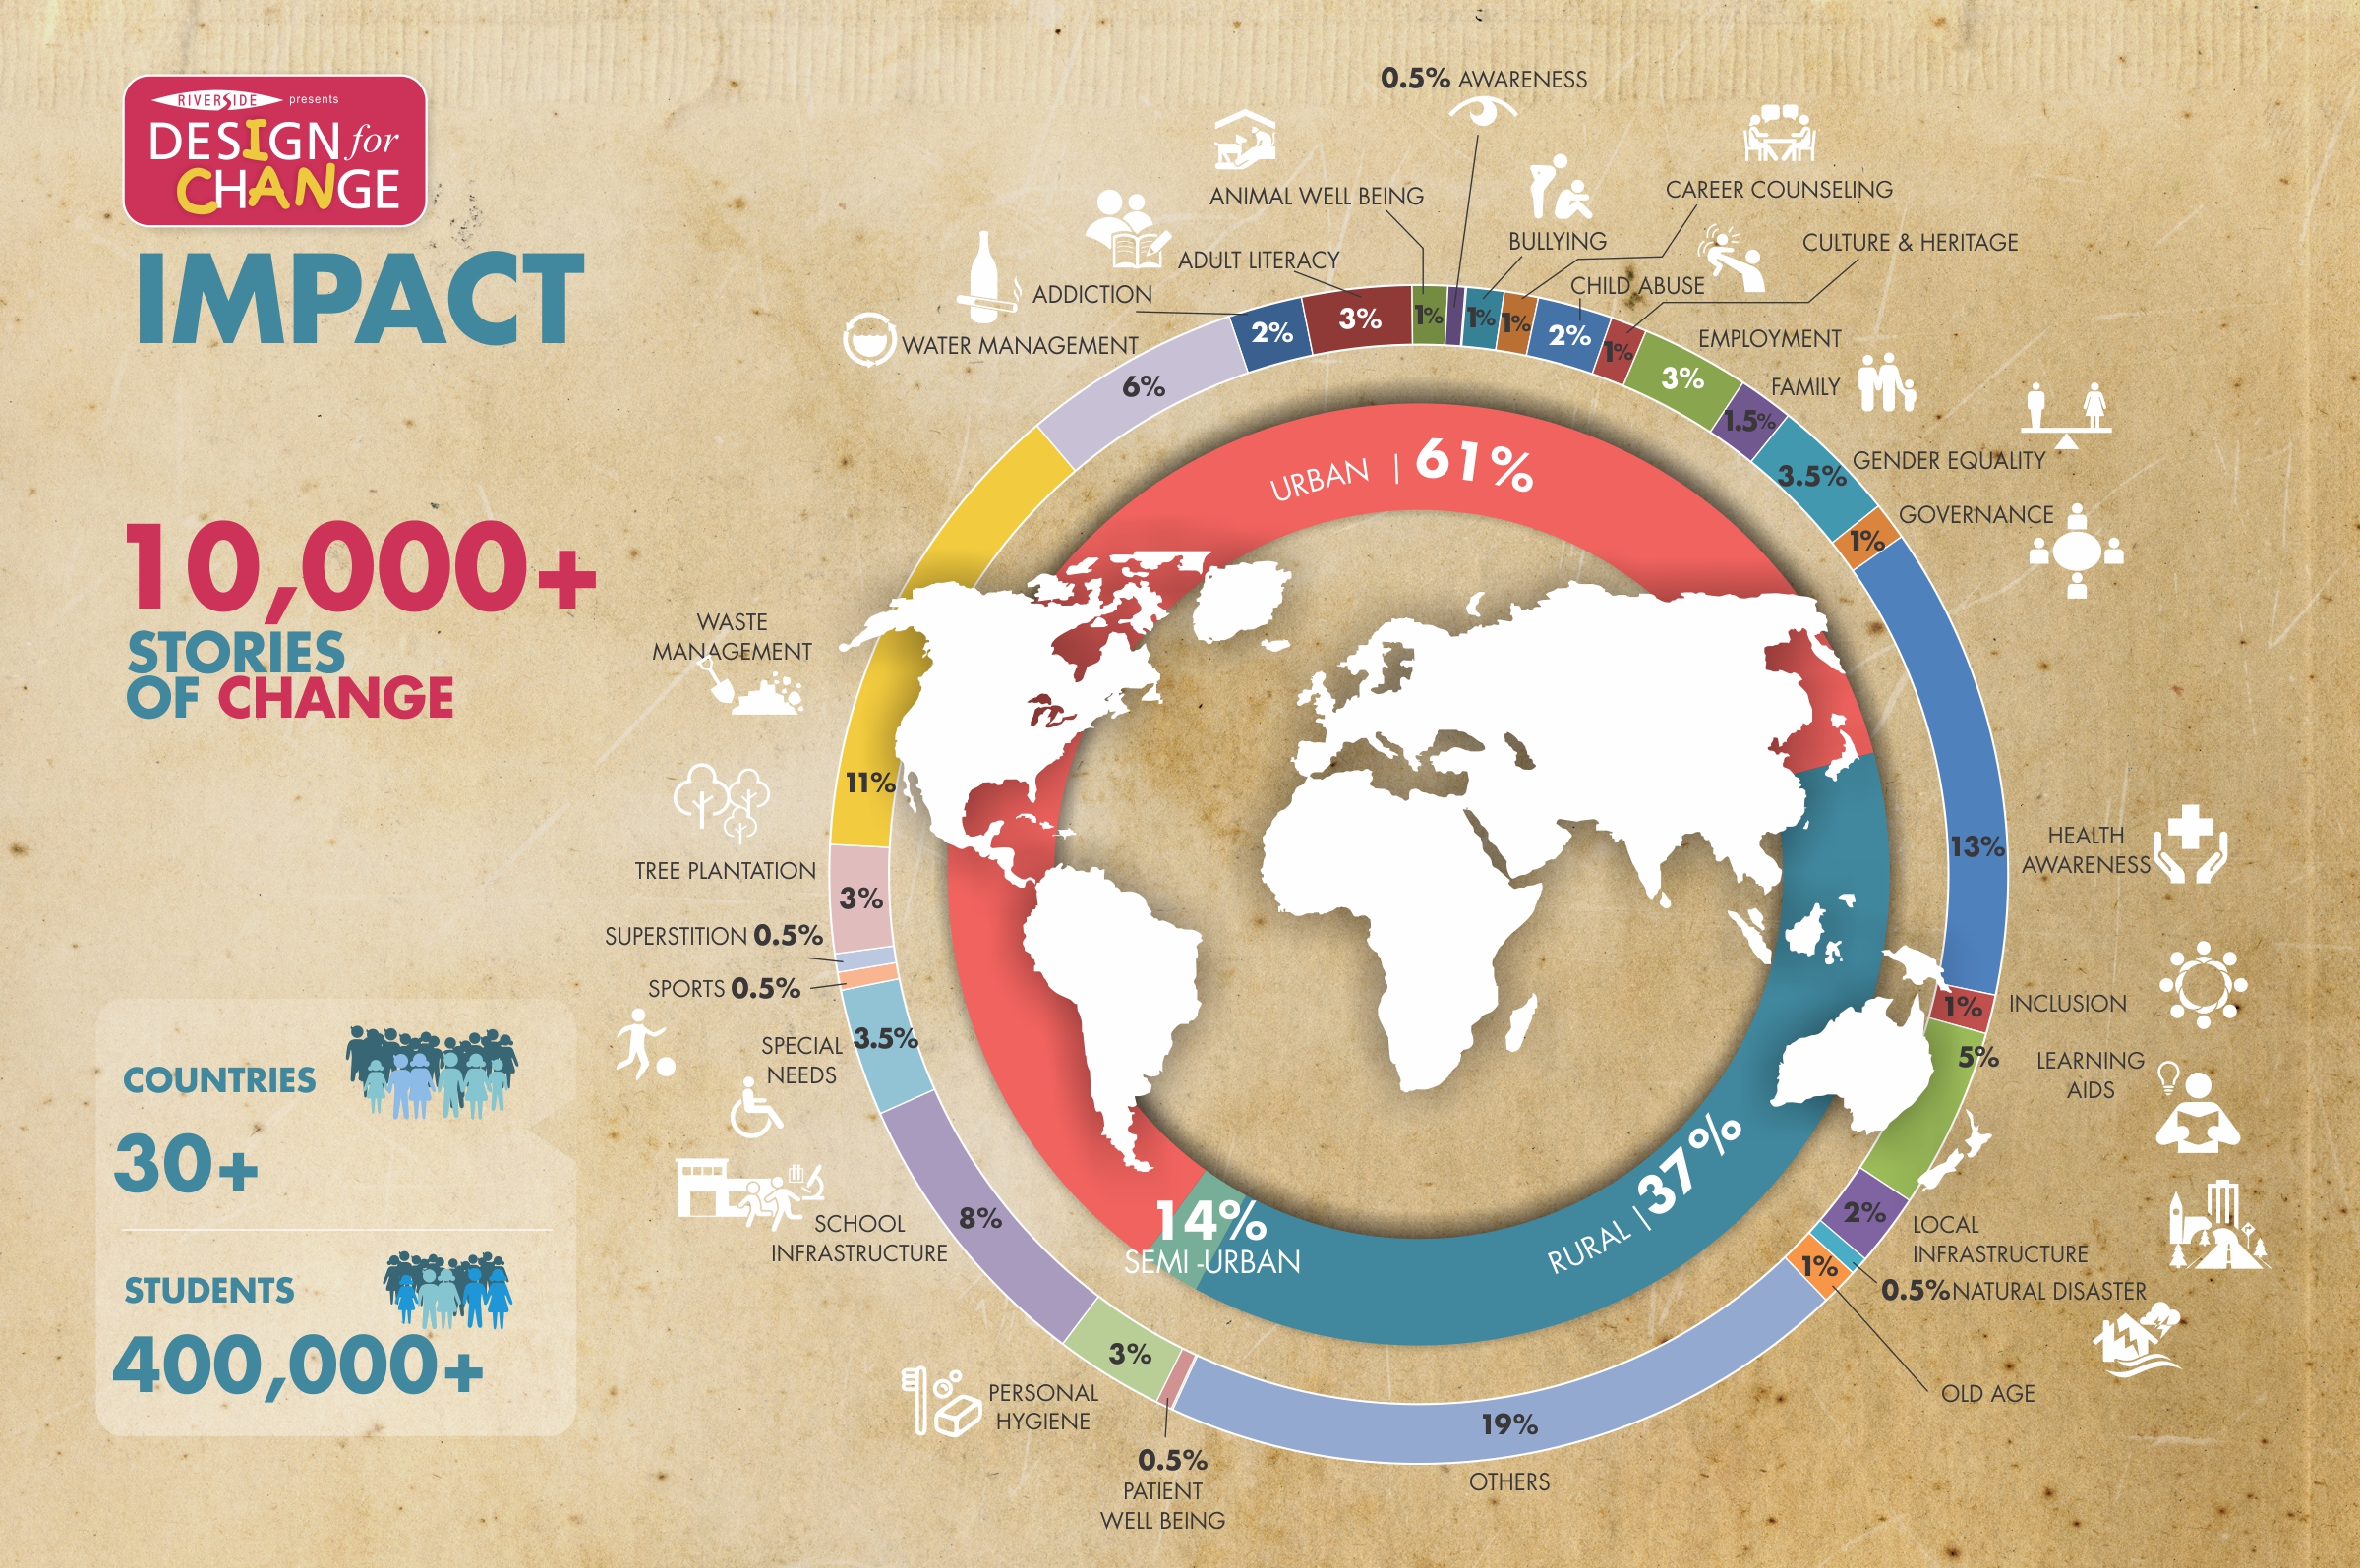 RIVERSIDE presents
DESIGN for
CHANGE
IMPACT
10,000+
STORIES
OF CHANGE
COUNTRIES
30+
STUDENTS
400,000+
0.5% AWARENESS
ANIMAL WELL BEING
CAREER COUNSELING
BULLYING
CULTURE & HERITAGE
ADULT LITERACY
CHILD ABUSE
ADDICTION
WATER MANAGEMENT
EMPLOYMENT
FAMILY
GENDER EQUALITY
GOVERNANCE
6%
2%
3%
1%
1%
1%
2%
1%
3%
1.5%
3.5%
1%
URBAN | 61%
WASTE
MANAGEMENT
11%
13%
HEALTH
AWARENESS
TREE PLANTATION
3%
SUPERSTITION 0.5%
SPORTS 0.5%
1%
INCLUSION
SPECIAL
NEEDS
3.5%
5%
LEARNING
AIDS
SCHOOL
INFRASTRUCTURE
8%
14%
SEMI -URBAN
RURAL | 37%
2%
LOCAL
INFRASTRUCTURE
1%
0.5% NATURAL DISASTER
OLD AGE
3%
PERSONAL
HYGIENE
0.5%
PATIENT
WELL BEING
19%
OTHERS